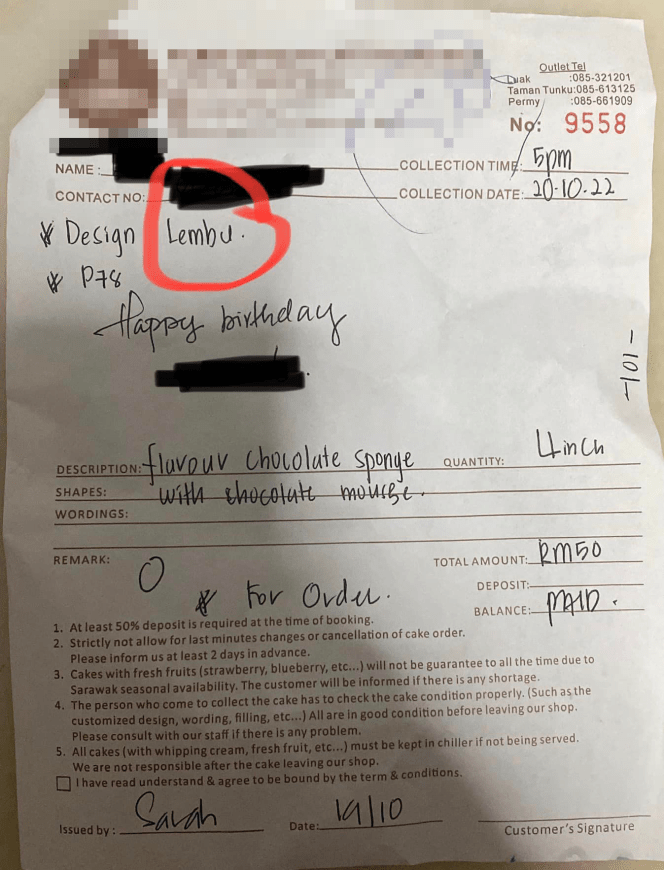 Outlet Tel
Luak :085-321201
Taman Tunku:085-613125
Permy :085-661909
No: 9558
NAME :
COLLECTION TIME: 5pm
CONTACT NO:
COLLECTION DATE: 20.10.22
* Design Lembu.
* P78
Happy birthday
-101-
DESCRIPTION: flavour chocolate sponge QUANTITY: 4inch
SHAPES: with chocolate mousse.
WORDINGS:
REMARK: O
TOTAL AMOUNT: RM50
* For Order.
DEPOSIT:
BALANCE: PAID.
1. At least 50% deposit is required at the time of booking.
2. Strictly not allow for last minutes changes or cancellation of cake order.
Please inform us at least 2 days in advance.
3. Cakes with fresh fruits (strawberry, blueberry, etc...) will not be guarantee to all the time due to
Sarawak seasonal availability. The customer will be informed if there is any shortage.
4. The person who come to collect the cake has to check the cake condition properly. (Such as the
customized design, wording, filling, etc...) All are in good condition before leaving our shop.
Please consult with our staff if there is any problem.
5. All cakes (with whipping cream, fresh fruit, etc...) must be kept in chiller if not being served.
We are not responsible after the cake leaving our shop.
I have read understand & agree to be bound by the term & conditions.
Issued by : Sarah
Date: 19/10
Customer's Signature